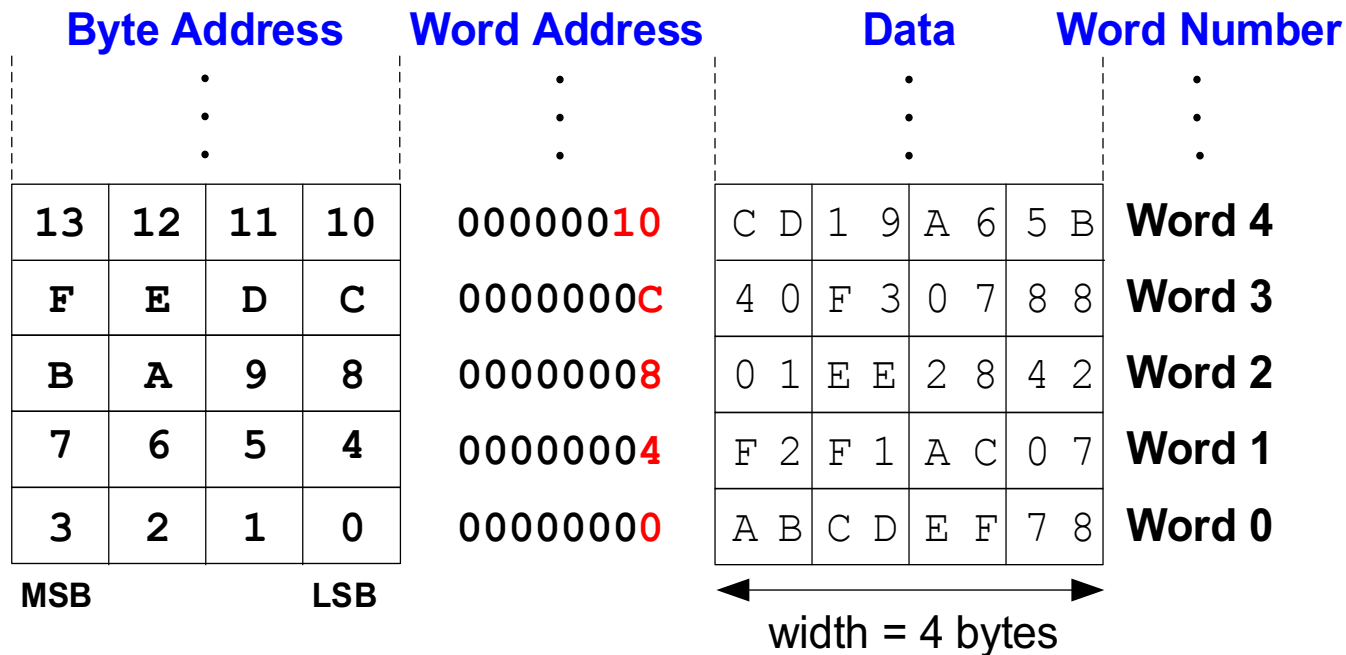 Byte Address Word Address Data Word Number
13 12 11 10 00000010 C D 1 9 A 6 5 B Word 4
F E D C 0000000C 4 0 F 3 0 7 8 8 Word 3
B A 9 8 00000008 0 1 E E 2 8 4 2 Word 2
7 6 5 4 00000004 F 2 F 1 A C 0 7 Word 1
3 2 1 0 00000000 A B C D E F 7 8 Word 0
MSB LSB
width = 4 bytes